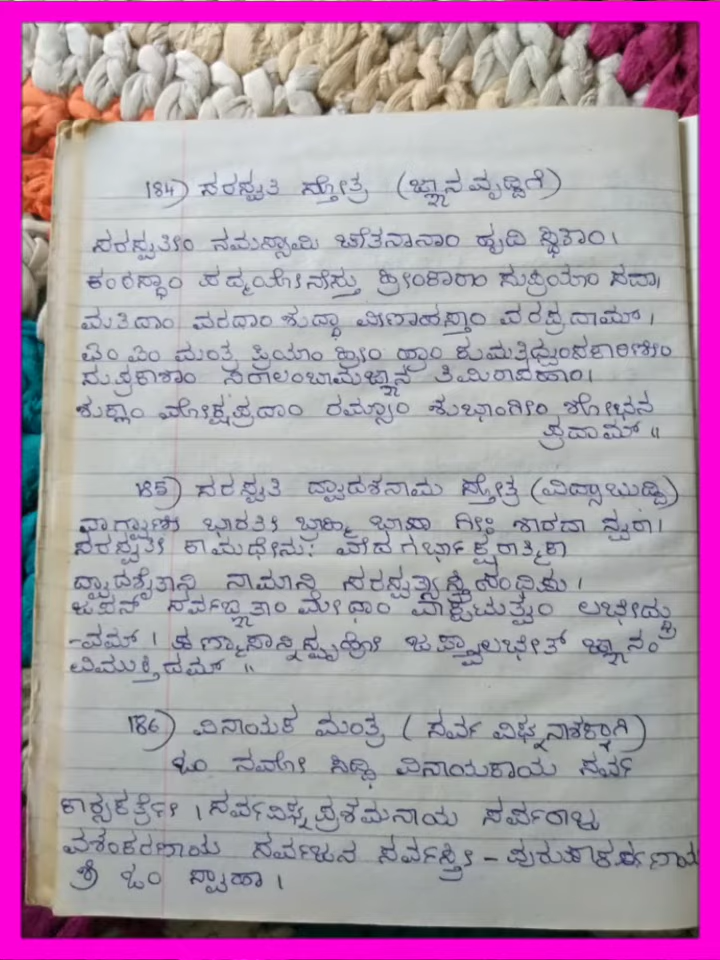 184) ಸರಸ್ವತಿ ಸ್ತೋತ್ರ (ಜ್ಞಾನವೃದ್ಧಿಗೆ)
ಸರಸ್ವತೀಂ ನಮಸ್ಯಾಮಿ ಚೇತನಾನಾಂ ಹೃದಿ ಸ್ಥಿತಾಂ।
ಕಂಠಸ್ಥಾಂ ಪದ್ಮಯೋನೇಸ್ತು ಹ್ರೀಂಕಾರಾಂ ಸುಪ್ರಿಯಾಂ ಸದಾ।
ಮತಿದಾಂ ವರದಾಂ ಶುದ್ಧಾ ವೀಣಾಹಸ್ತಾಂ ವರಪ್ರದಾಮ್।
ಐಂ ಐಂ ಮಂತ್ರ ಪ್ರಿಯಾಂ ಹ್ರೀಂ ಹ್ರಾಂ ಕುಮತಿಧ್ವಂಸಕಾರಿಣೀಂ
ಸುಪ್ರಕಾಶಾಂ ನಿರಾಲಂಬಾಮಜ್ಞಾನ ತಿಮಿರಾಪಹಾಂ।
ಶುಕ್ಲಾಂ ಮೋಕ್ಷಪ್ರದಾಂ ರಮ್ಯಾಂ ಶುಭಾಂಗೀಂ ಶೋಭನ
ಪ್ರದಾಮ್॥
185) ಸರಸ್ವತಿ ದ್ವಾದಶನಾಮ ಸ್ತೋತ್ರ (ವಿದ್ಯಾಬುದ್ಧಿ)
ವಾಗ್ವಾಣೀ ಭಾರತೀ ಬ್ರಾಹ್ಮೀ ಭಾಷಾ ಗೀಃ ಶಾರದಾ ಸ್ವರಾ।
ಸರಸ್ವತೀ ಕಾಮಧೇನುಃ ವೇದಗರ್ಭಾಕ್ಷರಾತ್ಮಿಕಾ
ದ್ವಾದಶೈತಾನಿ ನಾಮಾನಿ ಸರಸ್ವತ್ಯಾಸ್ತ್ರಿಸಂಧಿಷು।
ಜಪನ್ ಸರ್ವಜ್ಞತಾಂ ಮೇಧಾಂ ವಾಕ್ಪಟುತ್ವಂ ಲಭೇದ್ಧ್ರು
-ವಮ್। ಷಣ್ಮಾಸಾನ್ನಿಸ್ಪೃಹೋ ಜಪ್ತ್ವಾಲಭೇತ್ ಜ್ಞಾನಂ
ವಿಮುಕ್ತಿದಮ್॥
186) ವಿನಾಯಕ ಮಂತ್ರ (ಸರ್ವ ವಿಘ್ನನಾಶಕ್ಕಾಗಿ)
ಓಂ ನಮೋ ಸಿದ್ಧಿ ವಿನಾಯಕಾಯ ಸರ್ವ
ಕಾರ್ಯಕರ್ತ್ರೇ। ಸರ್ವವಿಘ್ನಪ್ರಶಮನಾಯ ಸರ್ವರಾಜ್ಯ
ವಶಂಕರಣಾಯ ಸರ್ವಜನ ಸರ್ವಸ್ತ್ರೀ - ಪುರುಷಾಕರ್ಷಣಾಯ
ಶ್ರೀ ಓಂ ಸ್ವಾಹಾ।